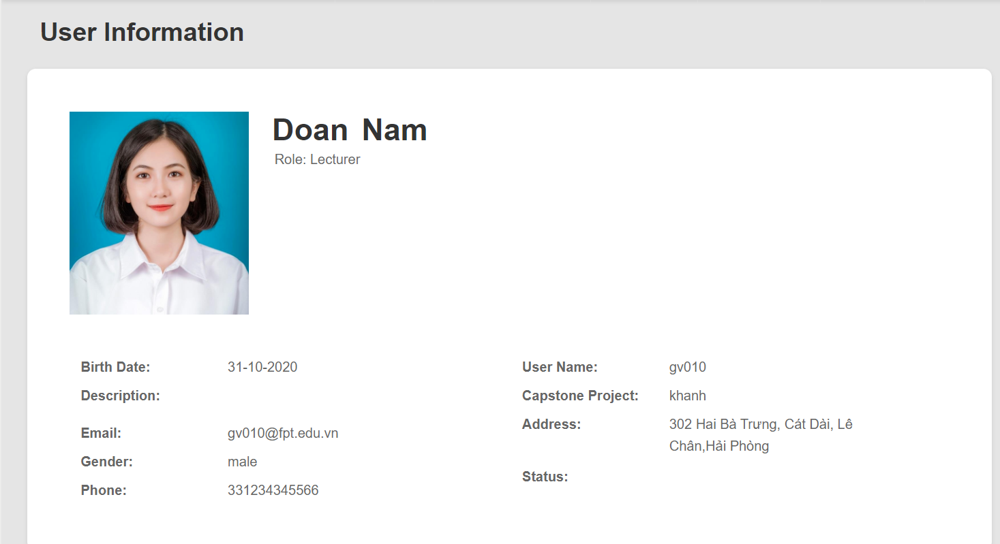 User Information
Doan Nam
Role: Lecturer
Birth Date: 31-10-2020
Description:
Email: gv010@fpt.edu.vn
Gender: male
Phone: 331234345566
User Name: gv010
Capstone Project: khanh
Address: 302 Hai Bà Trưng, Cát Dài, Lê
Chân,Hải Phòng
Status: